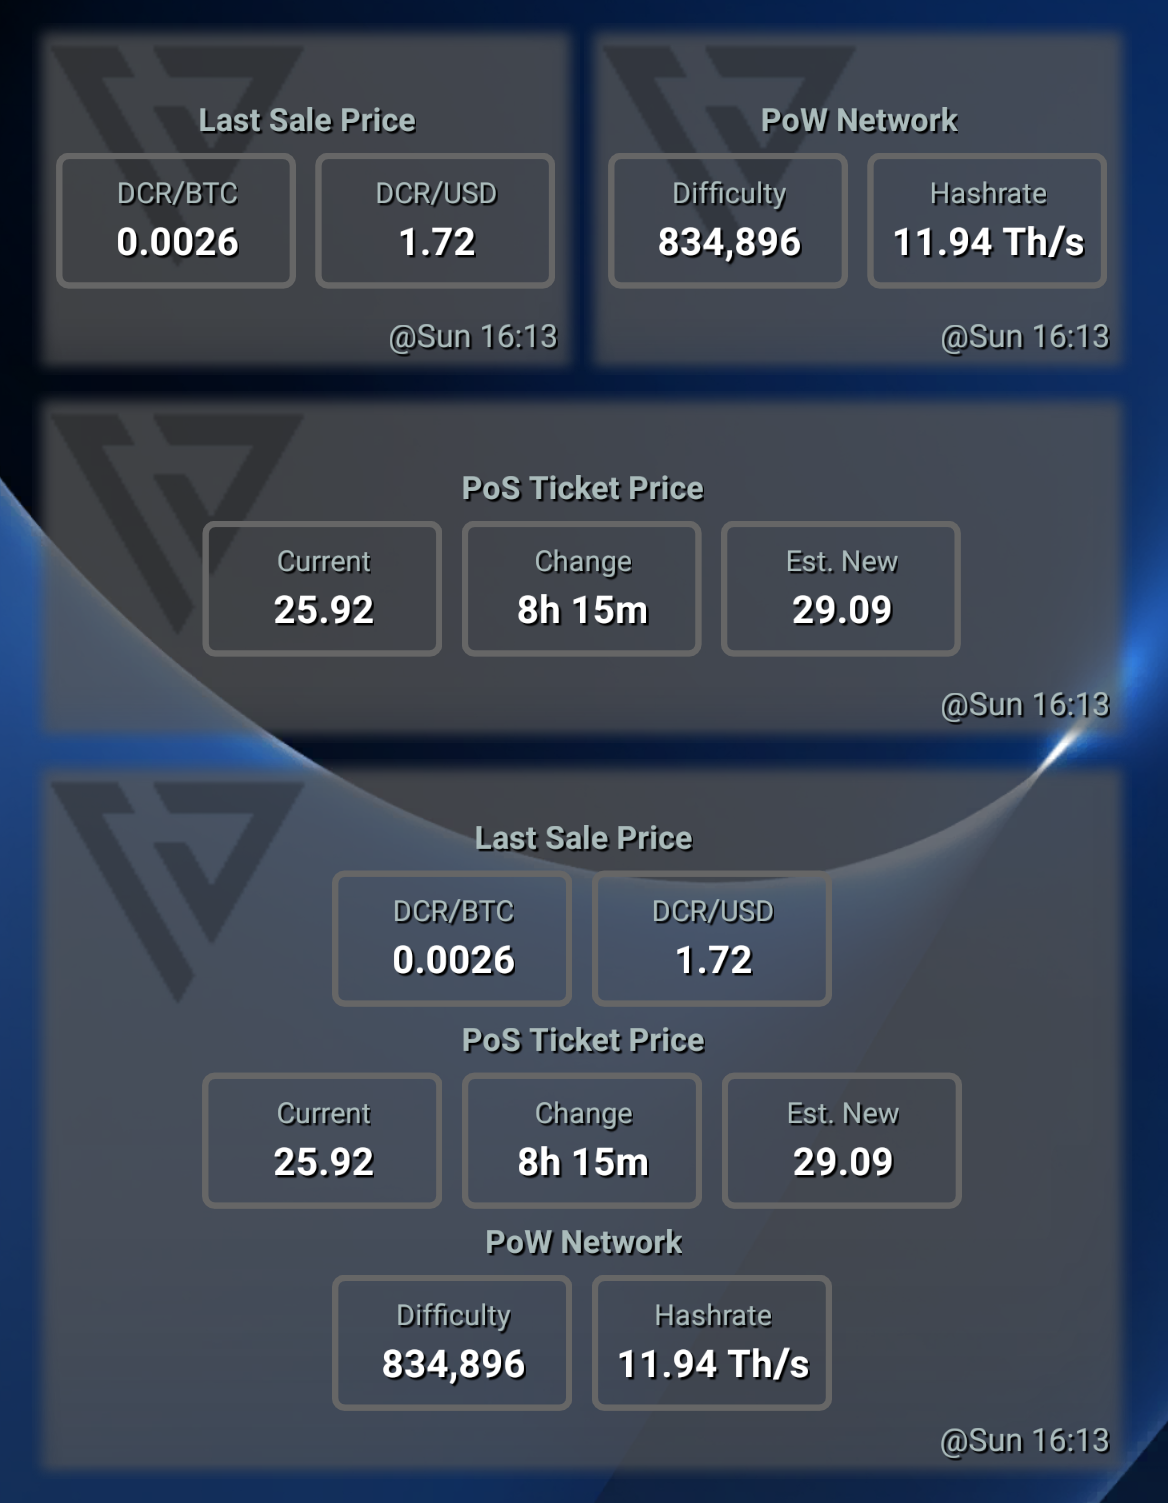 Last Sale Price
DCR/BTC DCR/USD
0.0026 1.72
@Sun 16:13
PoW Network
Difficulty Hashrate
834,896 11.94 Th/s
@Sun 16:13
PoS Ticket Price
Current Change Est. New
25.92 8h 15m 29.09
@Sun 16:13
Last Sale Price
DCR/BTC DCR/USD
0.0026 1.72
PoS Ticket Price
Current Change Est. New
25.92 8h 15m 29.09
PoW Network
Difficulty Hashrate
834,896 11.94 Th/s
@Sun 16:13